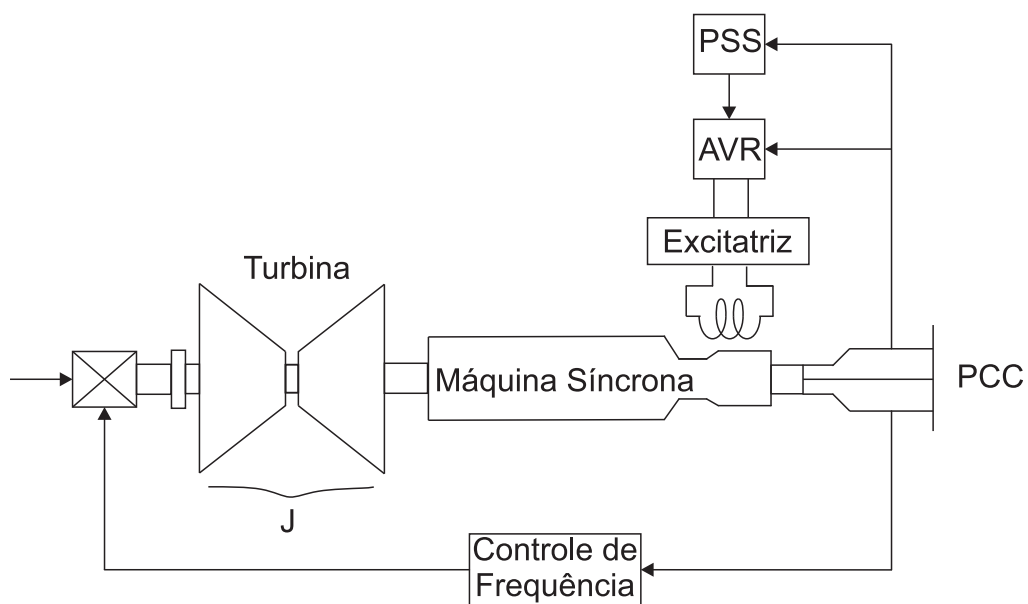 PSS
AVR
Excitatriz
Turbina
Máquina Síncrona
PCC
J
Controle de
Frequência